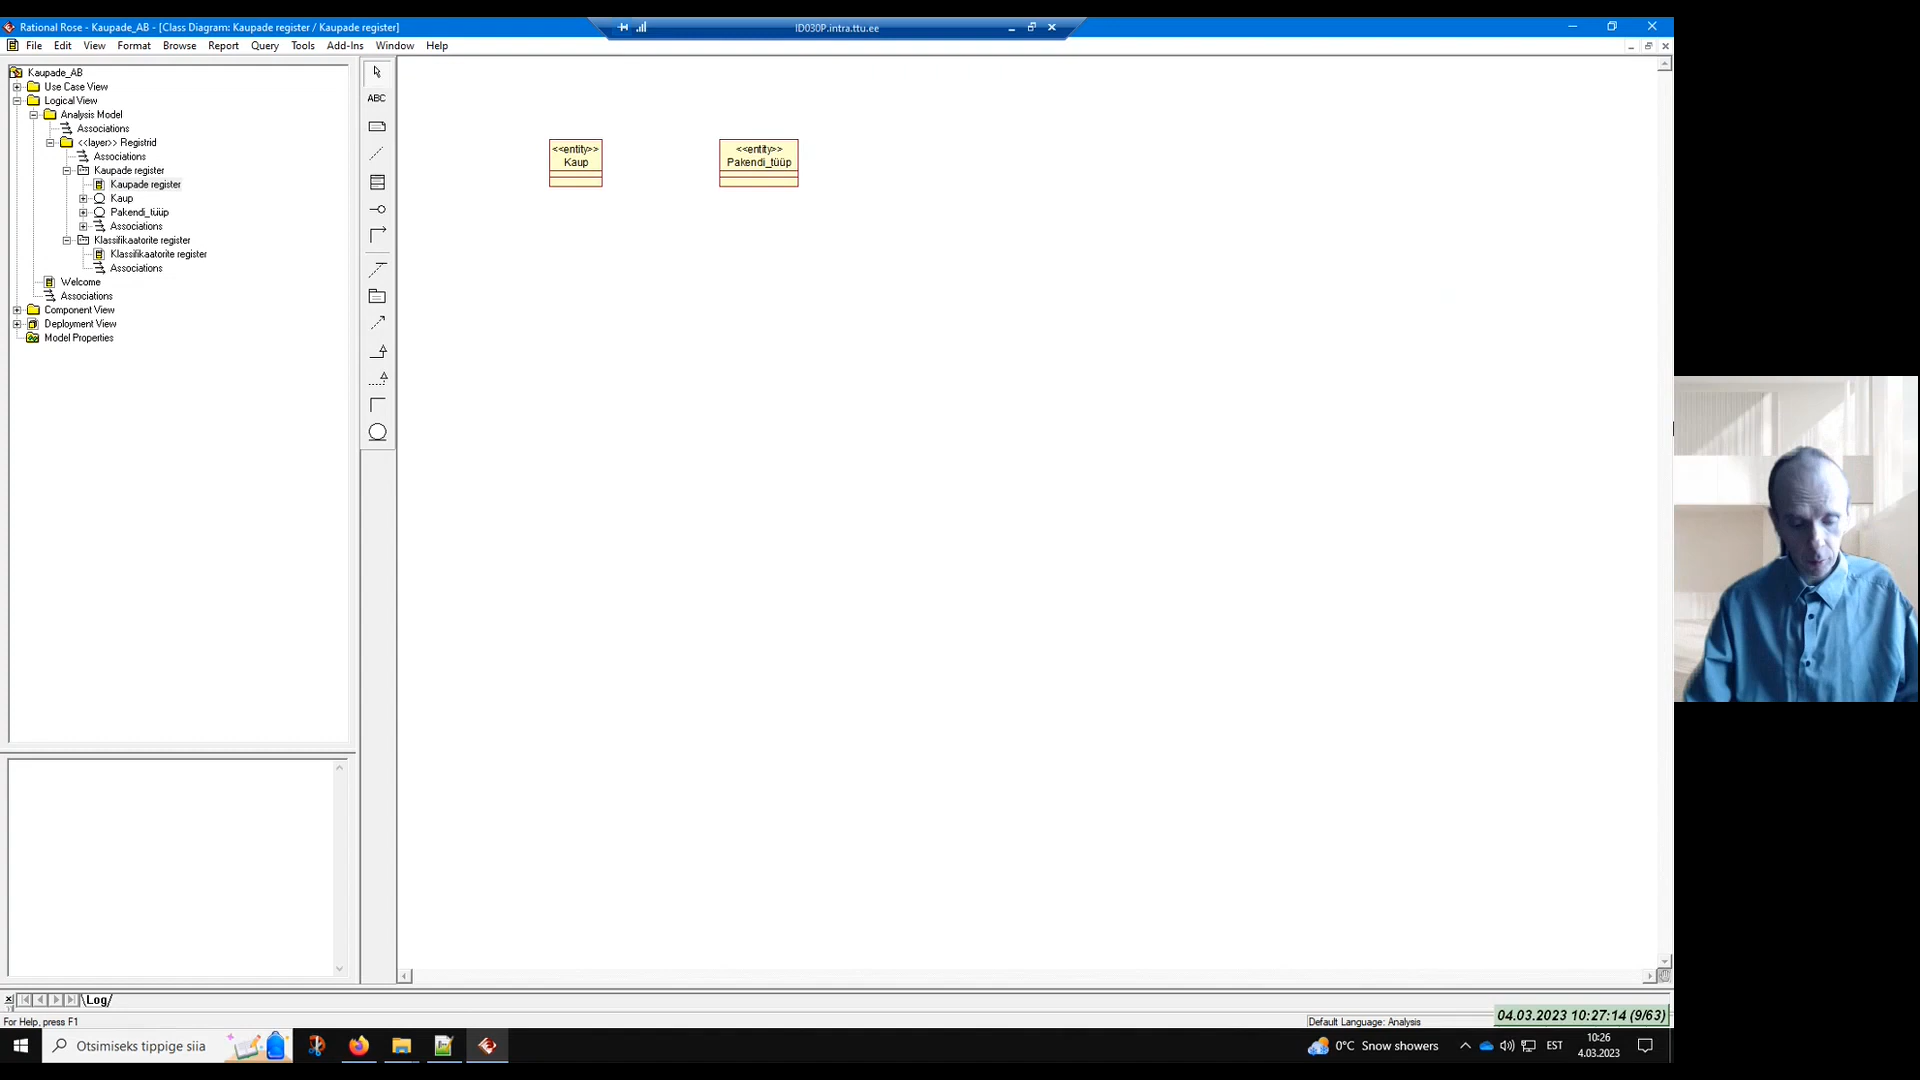 Rational Rose - Kaupade_AB - [Class Diagram: Kaupade register / Kaupade register]
ID030P.intra.ttu.ee
File Edit View Format Browse Report Query Tools Add-Ins Window Help
Kaupade_AB
Use Case View
Logical View
Analysis Model
Associations
<<layer>> Registrid
Associations
Kaupade register
Kaupade register
Kaup
Pakendi_tüüp
Associations
Klassifikaatorite register
Klassifikaatorite register
Associations
Welcome
Associations
Component View
Deployment View
Model Properties
ABC
<<entity>>
Kaup
<<entity>>
Pakendi_tüüp
Log
For Help, press F1
Default Language: Analysis
04.03.2023 10:27:14 (9/63)
Otsimiseks tippige siia
0°C Snow showers
EST
10:26
4.03.2023